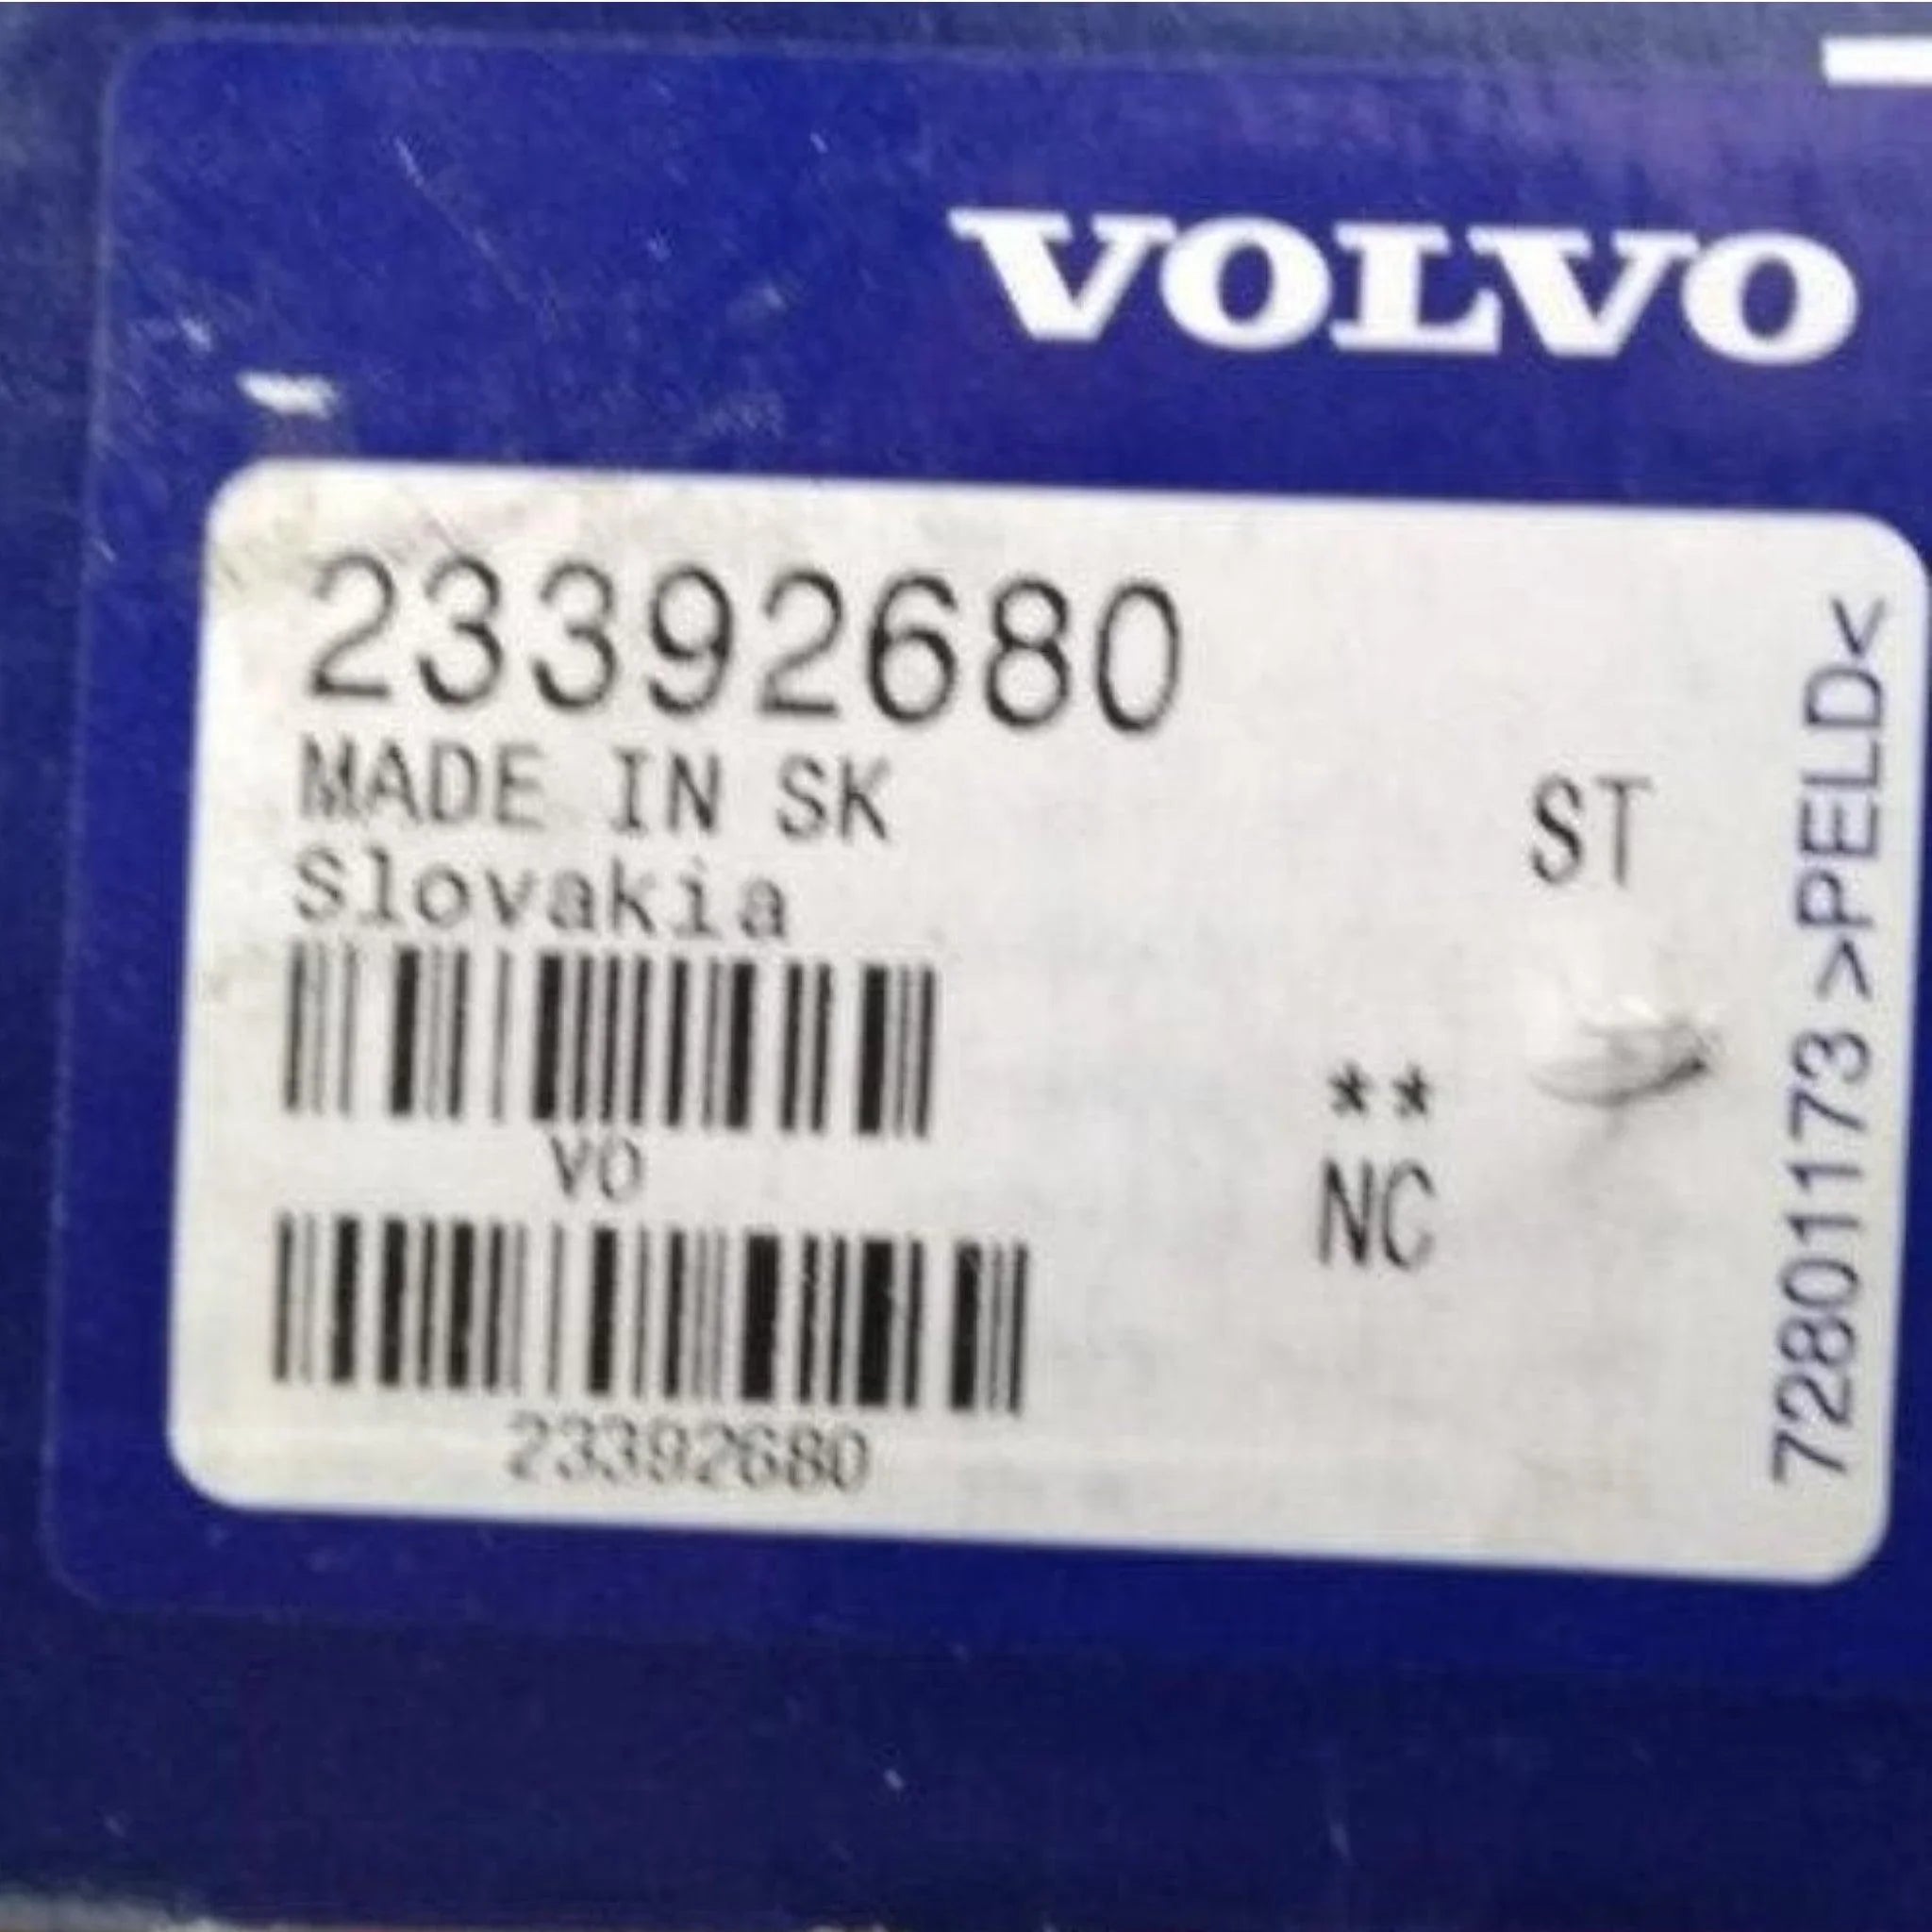 VOLVO
23392680
MADE IN SK
Slovakia
ST
VO
**
NC
23392680
72801173 >PELD<